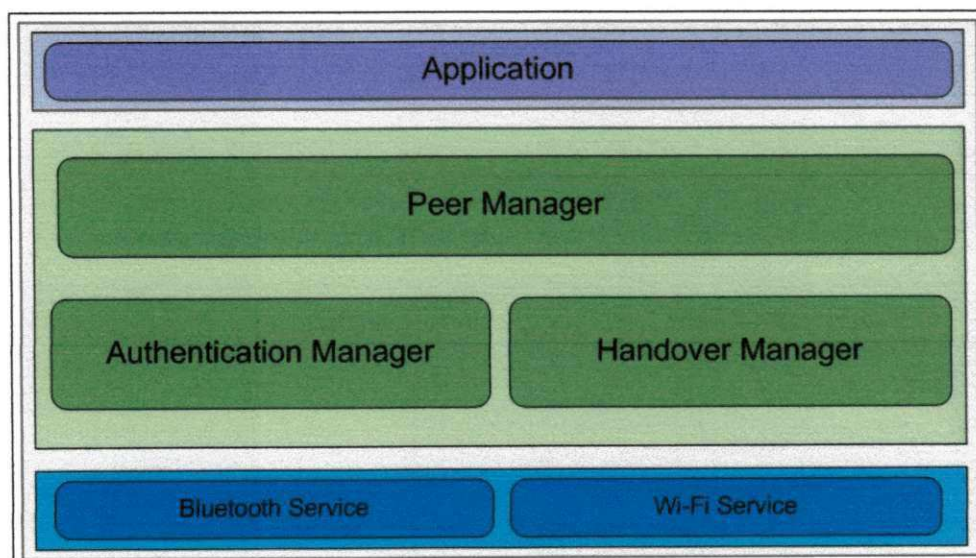 Application
Peer Manager
Authentication Manager
Handover Manager
Bluetooth Service
Wi-Fi Service